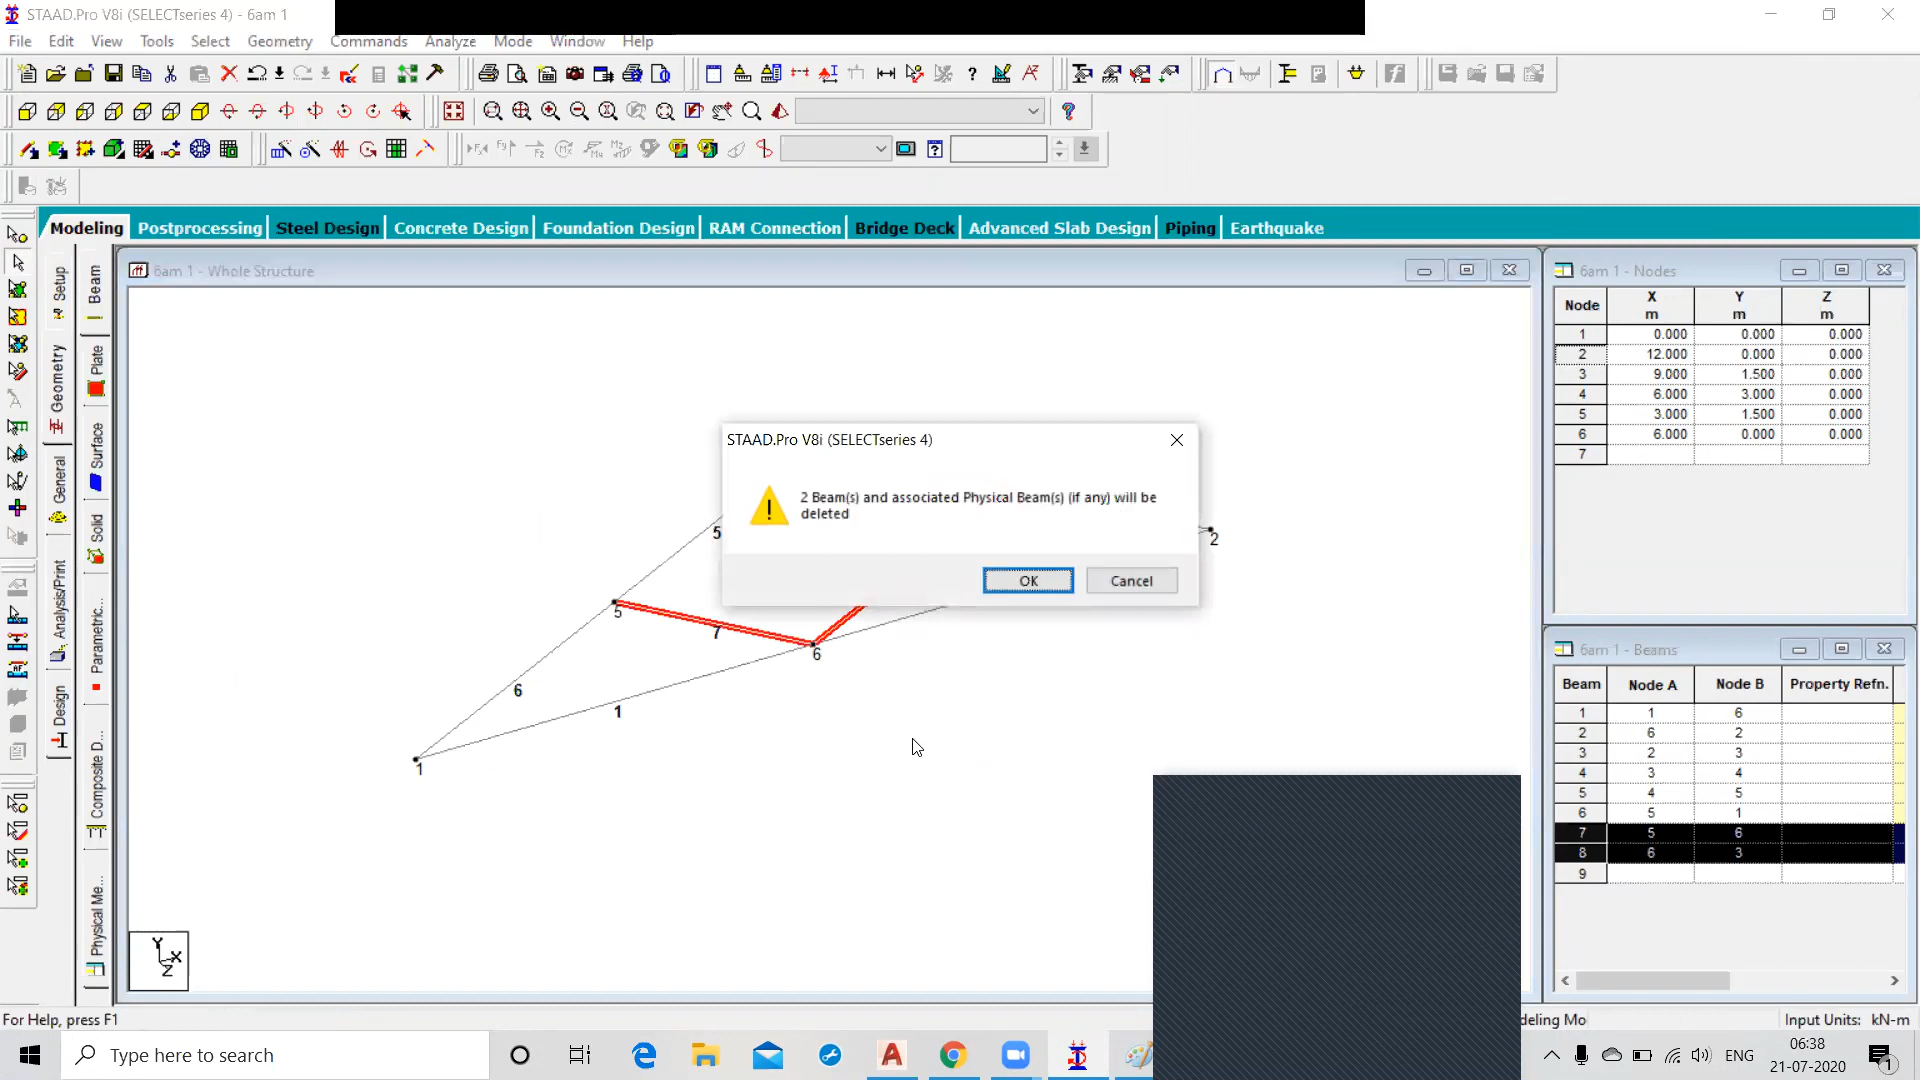 STAAD.Pro V8i (SELECTseries 4) - 6am 1
File Edit View Tools Select Geometry Commands Analyze Mode Window Help
Modeling Postprocessing Steel Design Concrete Design Foundation Design RAM Connection Bridge Deck Advanced Slab Design Piping Earthquake
Setup
Geometry
General
Analysis/Print
Design
Beam
Plate
Surface
Solid
Parametric...
Composite D...
Physical Me...
6am 1 - Whole Structure
STAAD.Pro V8i (SELECTseries 4)
2 Beam(s) and associated Physical Beam(s) (if any) will be
deleted
OK Cancel
5
2
5
7
6
6
1
1
Y
X
Z
6am 1 - Nodes
Node X m Y m Z m
1 0.000 0.000 0.000
2 12.000 0.000 0.000
3 9.000 1.500 0.000
4 6.000 3.000 0.000
5 3.000 1.500 0.000
6 6.000 0.000 0.000
7
6am 1 - Beams
Beam Node A Node B Property Refn.
1 1 6
2 6 2
3 2 3
4 3 4
5 4 5
6 5 1
7 5 6
8 6 3
9
For Help, press F1
deling Mo
Input Units: kN-m
Type here to search
ENG
06:38
21-07-2020
1